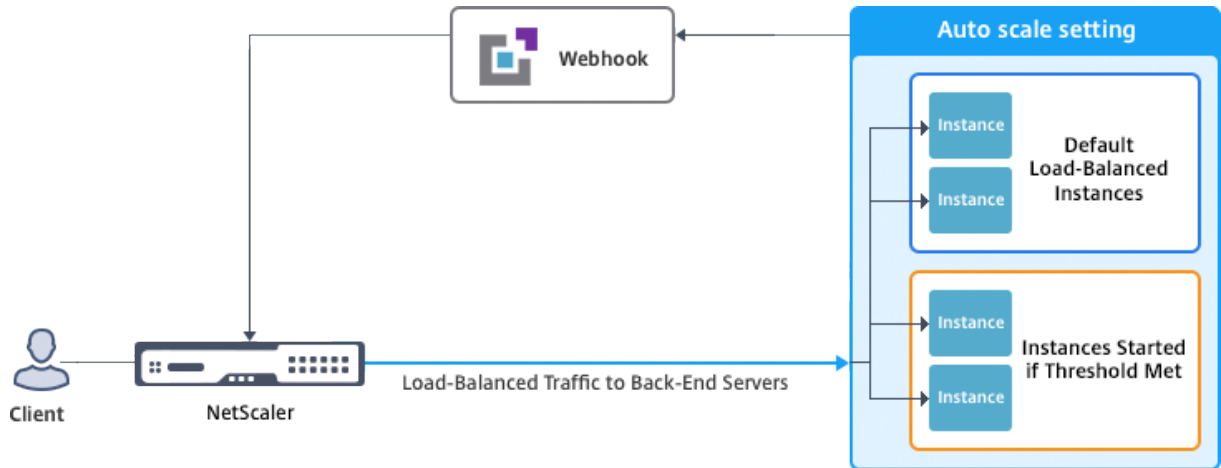 Webhook
Auto scale setting
Instance
Instance
Default
Load-Balanced
Instances
Instance
Instance
Instances Started
if Threshold Met
Client
NetScaler
Load-Balanced Traffic to Back-End Servers